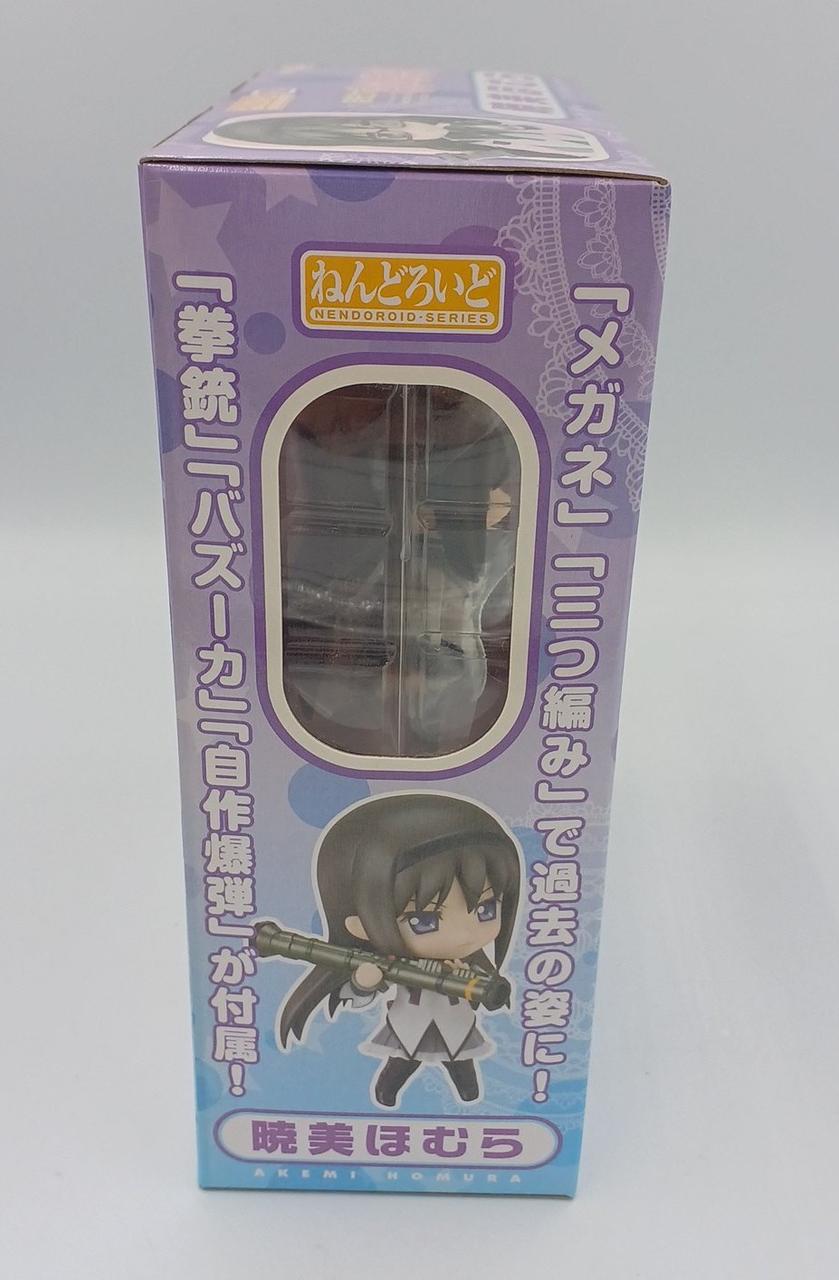 ねんどろいど
NENDOROID-SERIES
「メガネ」「三つ編み」で過去の姿に！
「拳銃」「バズーカ」「自作爆弾」が付属！
暁美ほむら
AKEMI HOMURA